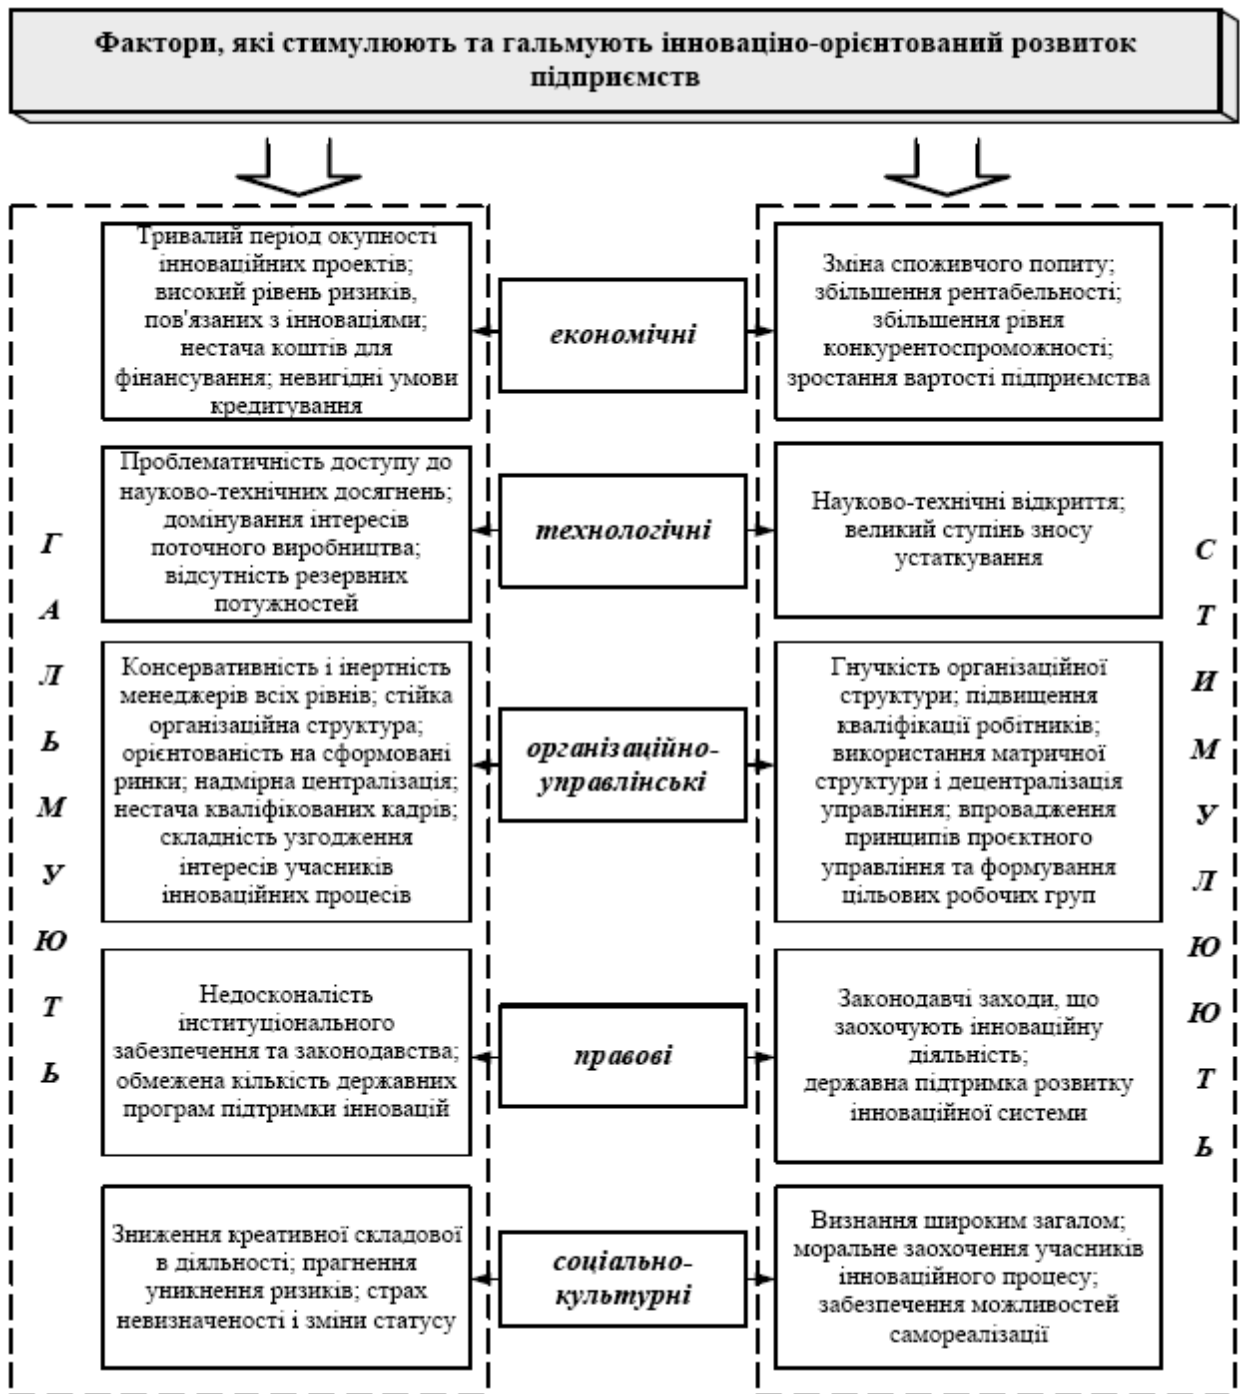 Фактори, які стимулюють та гальмують інноваціно-орієнтований розвиток
підприємств
ГАЛЬМУЮТЬ
Тривалий період окупності
інноваційних проектів;
високий рівень ризиків,
пов'язаних з інноваціями;
нестача коштів для
фінансування; невигідні умови
кредитування
економічні
Зміна споживчого попиту;
збільшення рентабельності;
збільшення рівня
конкурентоспроможності;
зростання вартості підприємства
Проблематичність доступу до
науково-технічних досягнень;
домінування інтересів
поточного виробництва;
відсутність резервних
потужностей
технологічні
Науково-технічні відкриття;
великий ступінь зносу
устаткування
Консервативність і інертність
менеджерів всіх рівнів; стійка
організаційна структура;
орієнтованість на сформовані
ринки; надмірна централізація;
нестача кваліфікованих кадрів;
складність узгодження
інтересів учасників
інноваційних процесів
організаційно-
управлінські
Гнучкість організаційної
структури; підвищення
кваліфікації робітників;
використання матричної
структури і децентралізація
управління; впровадження
принципів проєктного
управління та формування
цільових робочих груп
Недосконалість
інституціонального
забезпечення та законодавства;
обмежена кількість державних
програм підтримки інновацій
правові
Законодавчі заходи, що
заохочують інноваційну
діяльність;
державна підтримка розвитку
інноваційної системи
Зниження креативної складової
в діяльності; прагнення
уникнення ризиків; страх
невизначеності і зміни статусу
соціально-
культурні
Визнання широким загалом;
моральне заохочення учасників
інноваційного процесу;
забезпечення можливостей
самореалізації
СТИМУЛЮЮТЬ